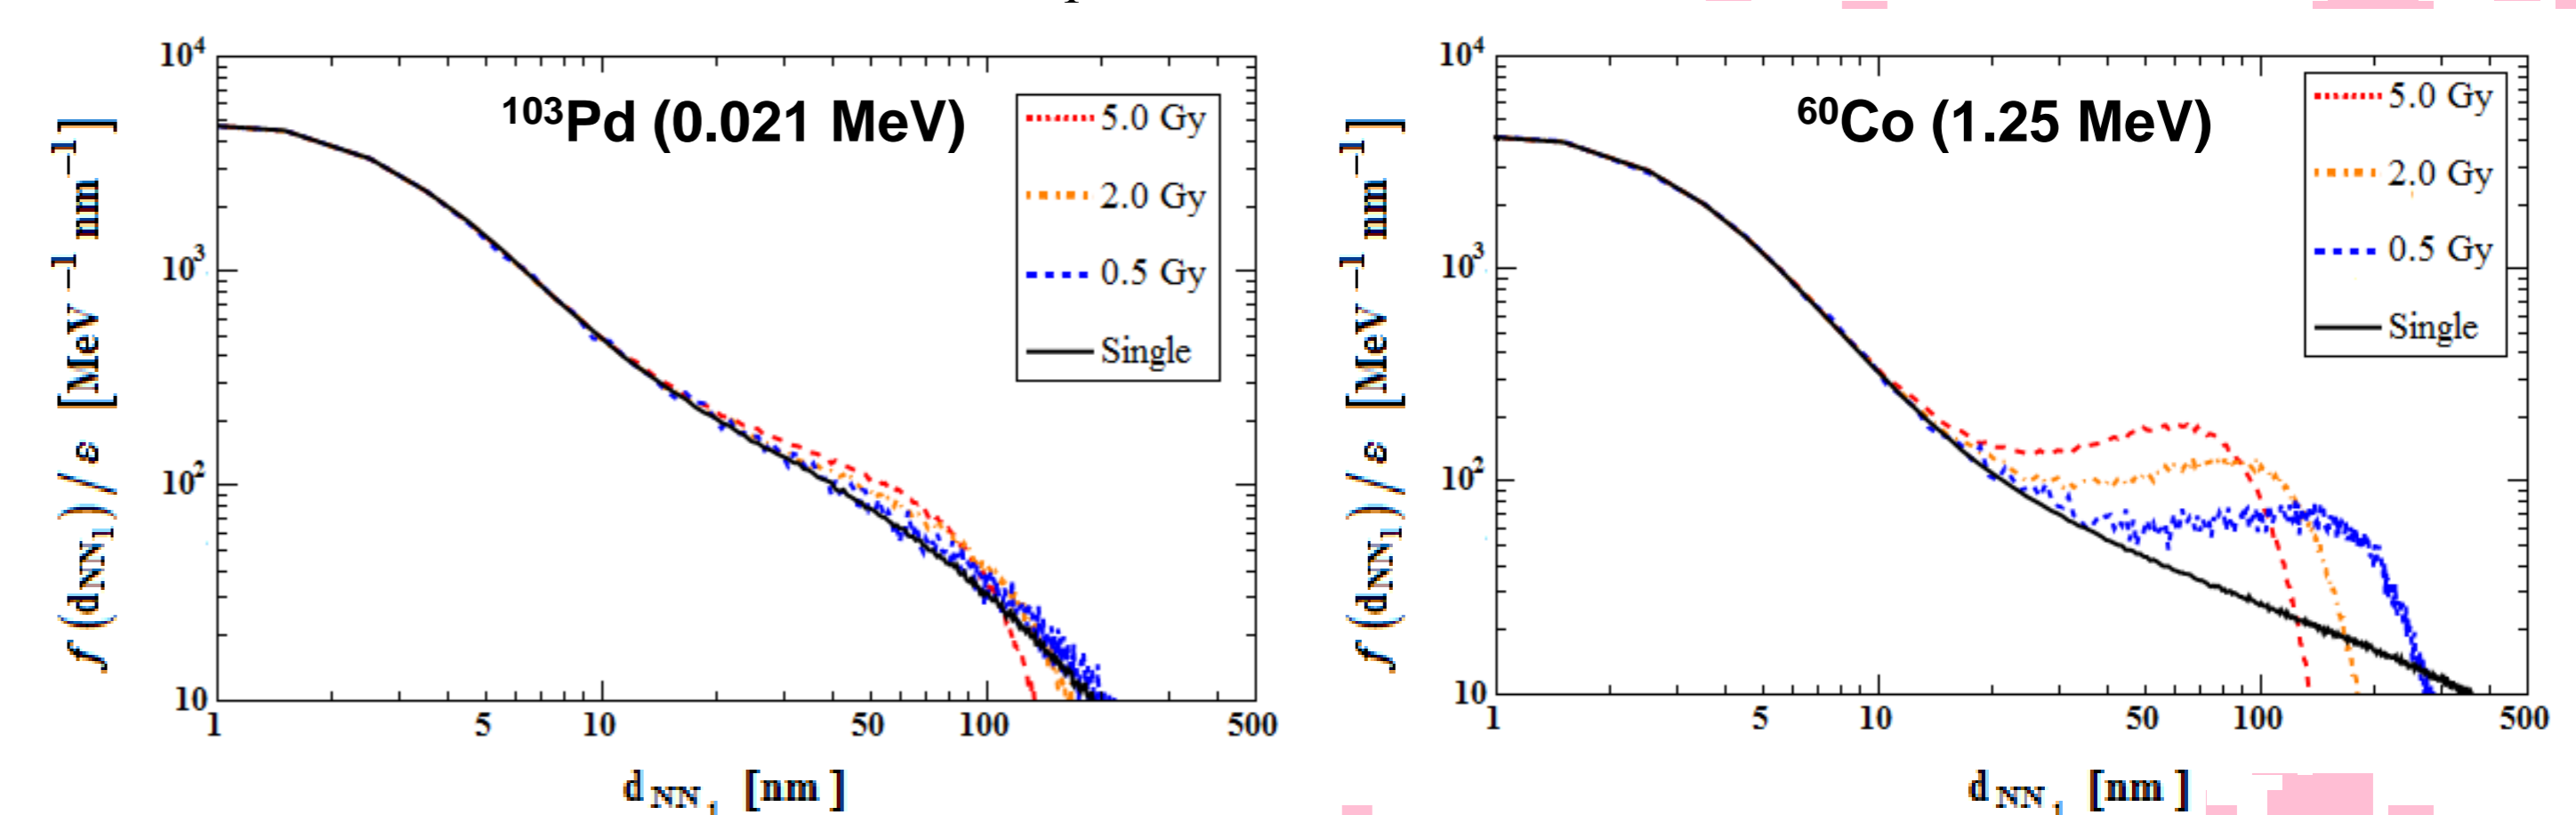 10⁴
10³
10²
10
f (d_NN₁) / ε [MeV⁻¹ nm⁻¹]
¹⁰³Pd (0.021 MeV)
5.0 Gy
2.0 Gy
0.5 Gy
Single
1 5 10 50 100 500
d_NN₁ [nm]
10⁴
10³
10²
10
f (d_NN₁) / ε [MeV⁻¹ nm⁻¹]
⁶⁰Co (1.25 MeV)
5.0 Gy
2.0 Gy
0.5 Gy
Single
1 5 10 50 100 500
d_NN₁ [nm]